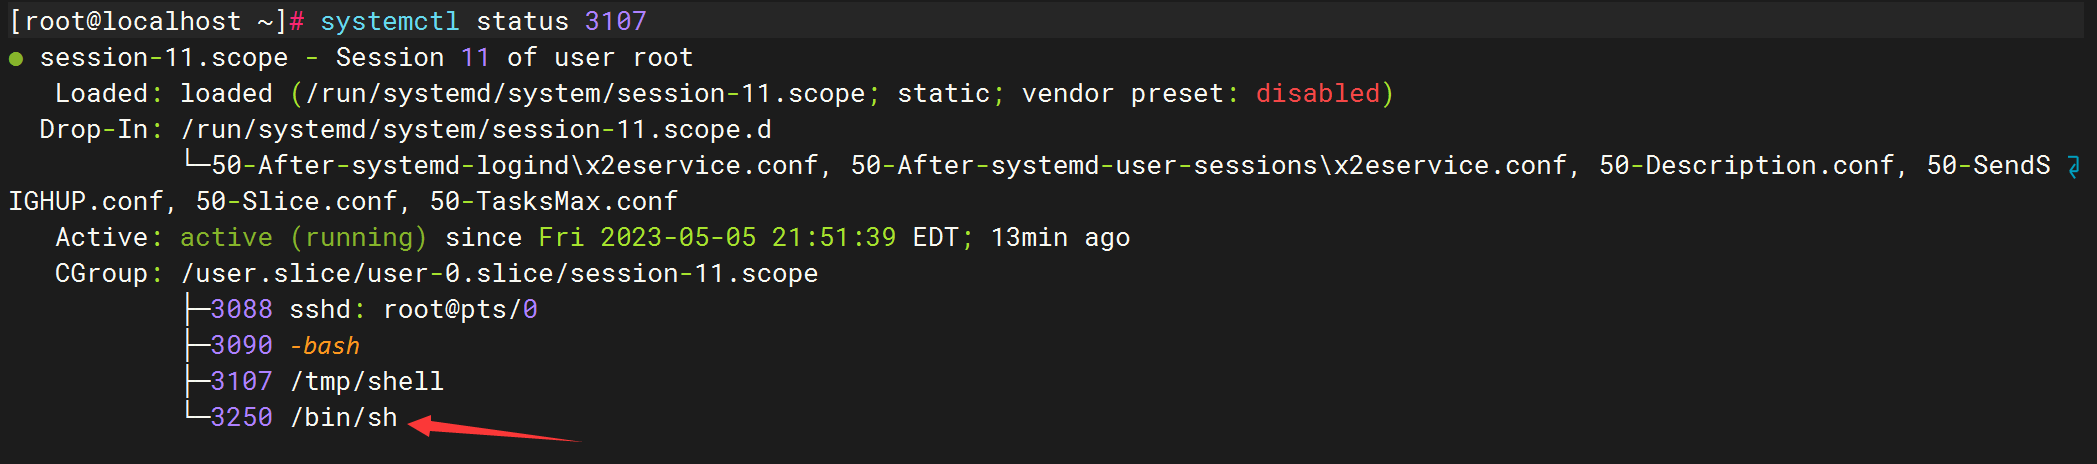 [root@localhost ~]# systemctl status 3107
● session-11.scope - Session 11 of user root
   Loaded: loaded (/run/systemd/system/session-11.scope; static; vendor preset: disabled)
  Drop-In: /run/systemd/system/session-11.scope.d
           └─50-After-systemd-logind\x2eservice.conf, 50-After-systemd-user-sessions\x2eservice.conf, 50-Description.conf, 50-SendS
IGHUP.conf, 50-Slice.conf, 50-TasksMax.conf
   Active: active (running) since Fri 2023-05-05 21:51:39 EDT; 13min ago
   CGroup: /user.slice/user-0.slice/session-11.scope
           ├─3088 sshd: root@pts/0
           ├─3090 -bash
           ├─3107 /tmp/shell
           └─3250 /bin/sh